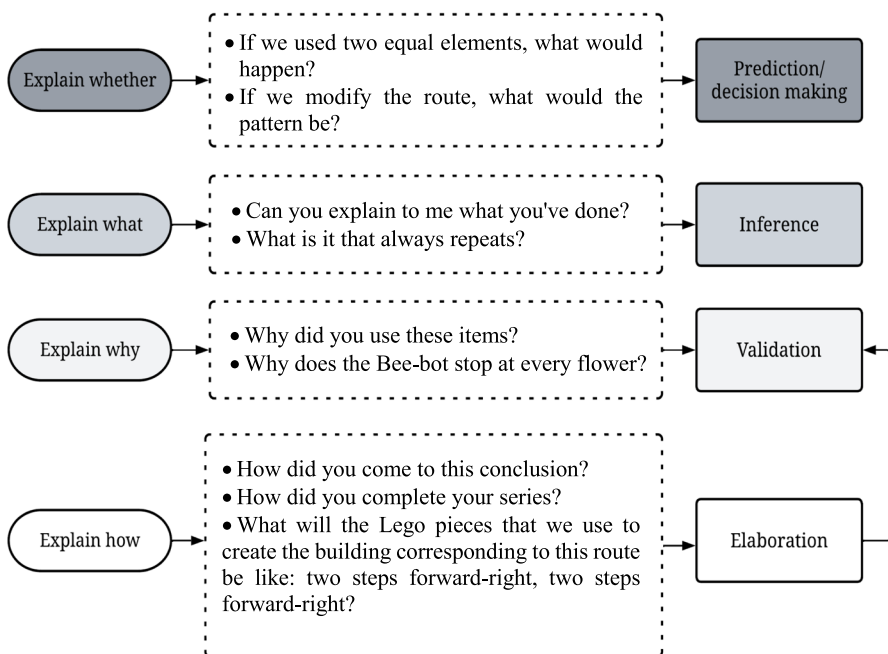 Explain whether
• If we used two equal elements, what would
happen?
• If we modify the route, what would the
pattern be?
Prediction/
decision making
Explain what
• Can you explain to me what you've done?
• What is it that always repeats?
Inference
Explain why
• Why did you use these items?
• Why does the Bee-bot stop at every flower?
Validation
Explain how
• How did you come to this conclusion?
• How did you complete your series?
• What will the Lego pieces that we use to
create the building corresponding to this route
be like: two steps forward-right, two steps
forward-right?
Elaboration